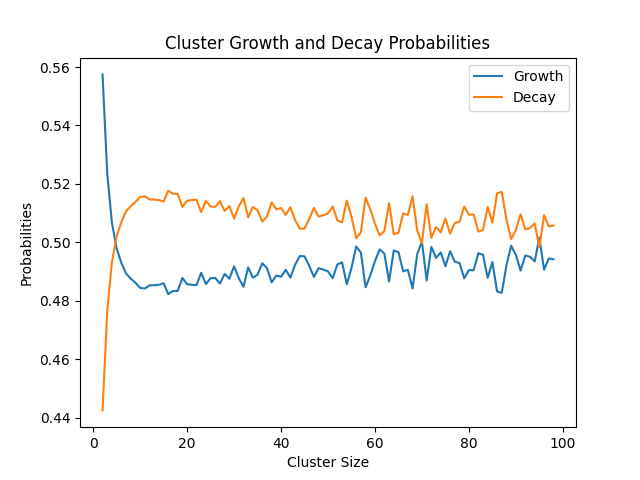 Cluster Growth and Decay Probabilities
Growth
Decay
0.56
0.54
0.52
0.50
0.48
0.46
0.44
Probabilities
0
20
40
60
80
100
Cluster Size